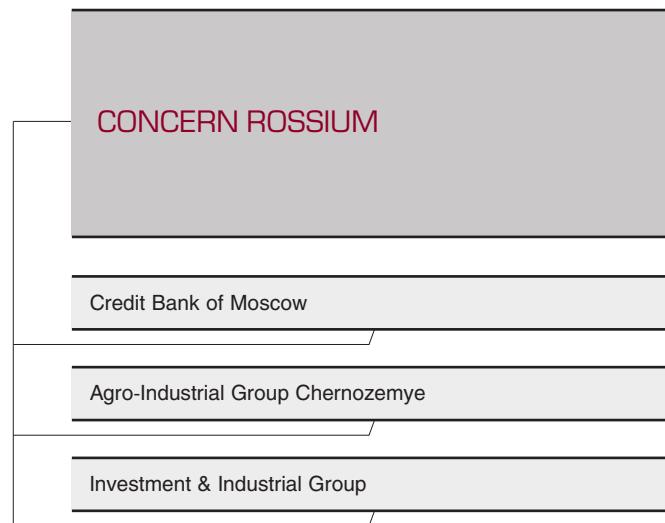 CONCERN ROSSIUM
Credit Bank of Moscow
Agro-Industrial Group Chernozemye
Investment & Industrial Group